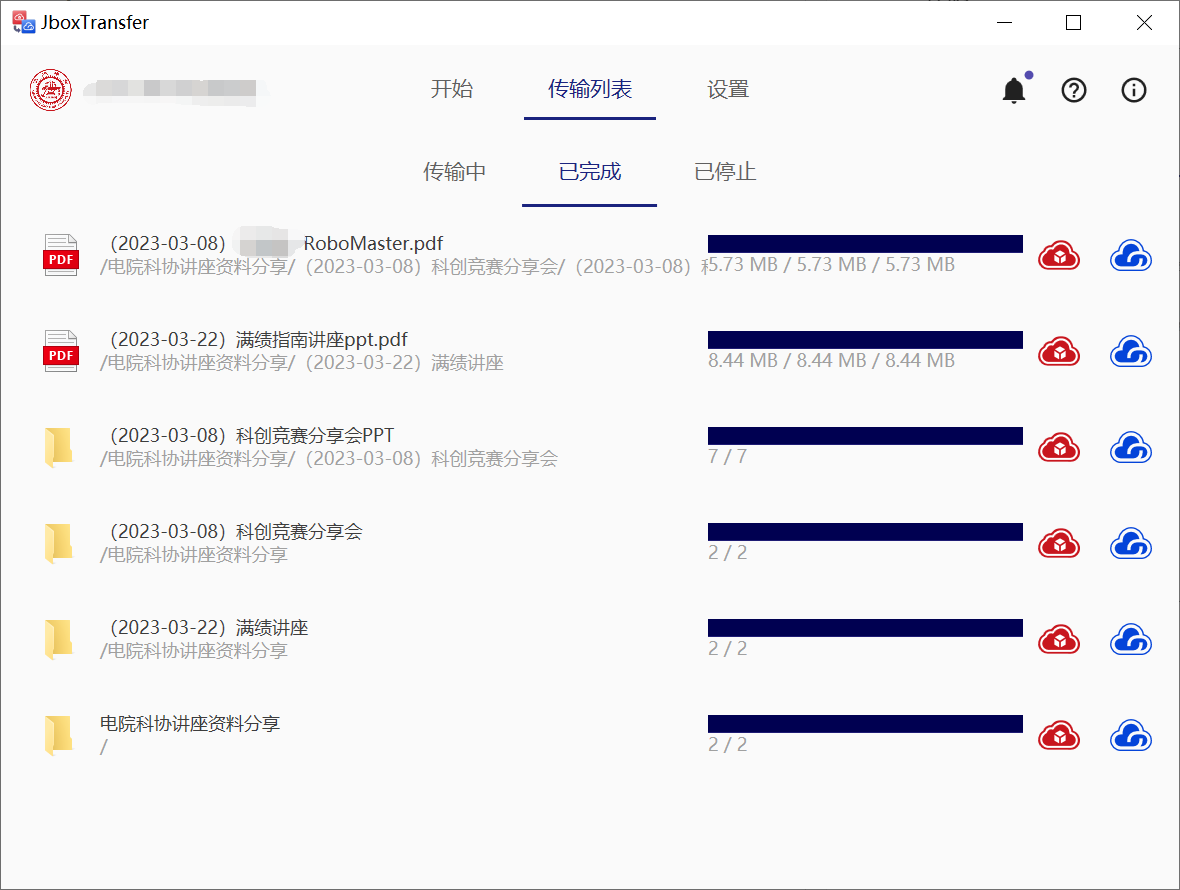 JboxTransfer
开始
传输列表
设置
传输中
已完成
已停止
（2023-03-08） RoboMaster.pdf
/电院科协讲座资料分享/（2023-03-08）科创竞赛分享会/（2023-03-08）科
5.73 MB / 5.73 MB / 5.73 MB
PDF
（2023-03-22）满绩指南讲座ppt.pdf
/电院科协讲座资料分享/（2023-03-22）满绩讲座
8.44 MB / 8.44 MB / 8.44 MB
PDF
（2023-03-08）科创竞赛分享会PPT
/电院科协讲座资料分享/（2023-03-08）科创竞赛分享会
7 / 7
（2023-03-08）科创竞赛分享会
/电院科协讲座资料分享
2 / 2
（2023-03-22）满绩讲座
/电院科协讲座资料分享
2 / 2
电院科协讲座资料分享
/
2 / 2